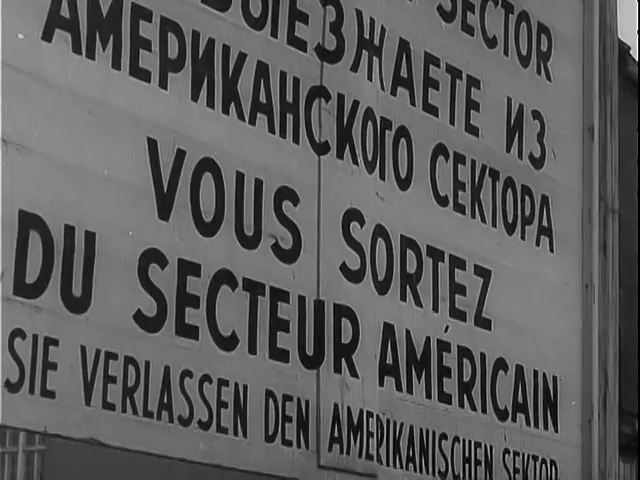 SECTOR
ВЫЕЗЖАЕТЕ ИЗ
АМЕРИКАНСКОГО СЕКТОРА
VOUS SORTEZ
DU SECTEUR AMÉRICAIN
SIE VERLASSEN DEN AMERIKANISCHEN SEKTOR